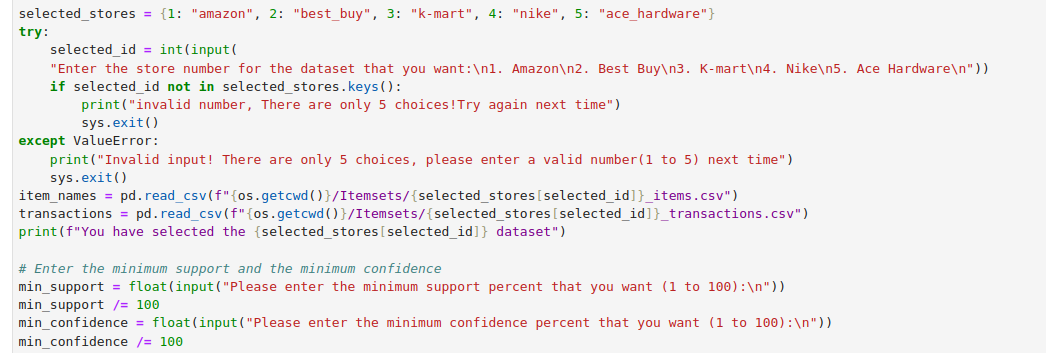 selected_stores = {1: "amazon", 2: "best_buy", 3: "k-mart", 4: "nike", 5: "ace_hardware"}
try:
    selected_id = int(input(
    "Enter the store number for the dataset that you want:\n1. Amazon\n2. Best Buy\n3. K-mart\n4. Nike\n5. Ace Hardware\n"))
    if selected_id not in selected_stores.keys():
        print("invalid number, There are only 5 choices!Try again next time")
        sys.exit()
except ValueError:
    print("Invalid input! There are only 5 choices, please enter a valid number(1 to 5) next time")
    sys.exit()
item_names = pd.read_csv(f"{os.getcwd()}/Itemsets/{selected_stores[selected_id]}_items.csv")
transactions = pd.read_csv(f"{os.getcwd()}/Itemsets/{selected_stores[selected_id]}_transactions.csv")
print(f"You have selected the {selected_stores[selected_id]} dataset")

# Enter the minimum support and the minimum confidence
min_support = float(input("Please enter the minimum support percent that you want (1 to 100):\n"))
min_support /= 100
min_confidence = float(input("Please enter the minimum confidence percent that you want (1 to 100):\n"))
min_confidence /= 100